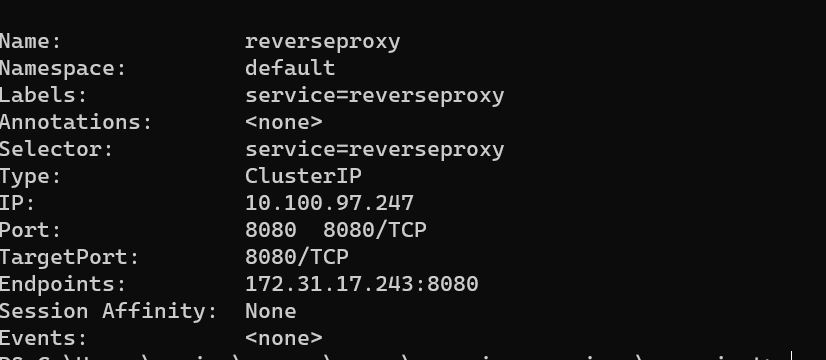 Name: reverseproxy
Namespace: default
Labels: service=reverseproxy
Annotations: <none>
Selector: service=reverseproxy
Type: ClusterIP
IP: 10.100.97.247
Port: 8080 8080/TCP
TargetPort: 8080/TCP
Endpoints: 172.31.17.243:8080
Session Affinity: None
Events: <none>